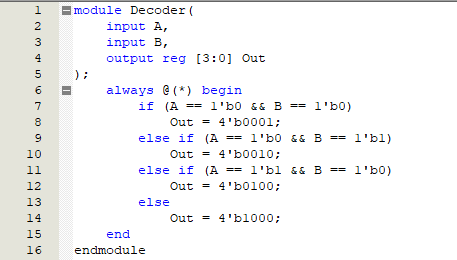 1 module Decoder(
2 input A,
3 input B,
4 output reg [3:0] Out
5 );
6 always @(*) begin
7 if (A == 1'b0 && B == 1'b0)
8 Out = 4'b0001;
9 else if (A == 1'b0 && B == 1'b1)
10 Out = 4'b0010;
11 else if (A == 1'b1 && B == 1'b0)
12 Out = 4'b0100;
13 else
14 Out = 4'b1000;
15 end
16 endmodule